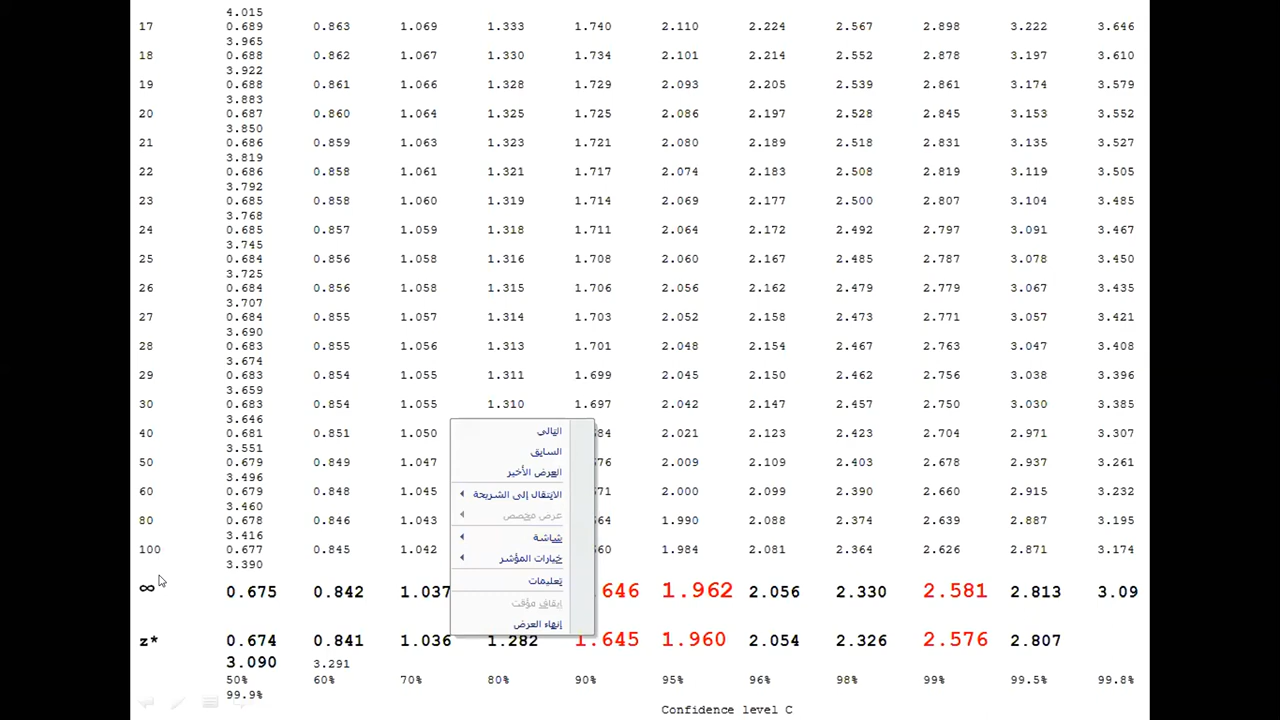 4.015
17 0.689 0.863 1.069 1.333 1.740 2.110 2.224 2.567 2.898 3.222 3.646
3.965
18 0.688 0.862 1.067 1.330 1.734 2.101 2.214 2.552 2.878 3.197 3.610
3.922
19 0.688 0.861 1.066 1.328 1.729 2.093 2.205 2.539 2.861 3.174 3.579
3.883
20 0.687 0.860 1.064 1.325 1.725 2.086 2.197 2.528 2.845 3.153 3.552
3.850
21 0.686 0.859 1.063 1.323 1.721 2.080 2.189 2.518 2.831 3.135 3.527
3.819
22 0.686 0.858 1.061 1.321 1.717 2.074 2.183 2.508 2.819 3.119 3.505
3.792
23 0.685 0.858 1.060 1.319 1.714 2.069 2.177 2.500 2.807 3.104 3.485
3.768
24 0.685 0.857 1.059 1.318 1.711 2.064 2.172 2.492 2.797 3.091 3.467
3.745
25 0.684 0.856 1.058 1.316 1.708 2.060 2.167 2.485 2.787 3.078 3.450
3.725
26 0.684 0.856 1.058 1.315 1.706 2.056 2.162 2.479 2.779 3.067 3.435
3.707
27 0.684 0.855 1.057 1.314 1.703 2.052 2.158 2.473 2.771 3.057 3.421
3.690
28 0.683 0.855 1.056 1.313 1.701 2.048 2.154 2.467 2.763 3.047 3.408
3.674
29 0.683 0.854 1.055 1.311 1.699 2.045 2.150 2.462 2.756 3.038 3.396
3.659
30 0.683 0.854 1.055 1.310 1.697 2.042 2.147 2.457 2.750 3.030 3.385
3.646
40 0.681 0.851 1.050 84 2.021 2.123 2.423 2.704 2.971 3.307
3.551
50 0.679 0.849 1.047 76 2.009 2.109 2.403 2.678 2.937 3.261
3.496
60 0.679 0.848 1.045 71 2.000 2.099 2.390 2.660 2.915 3.232
3.460
80 0.678 0.846 1.043 64 1.990 2.088 2.374 2.639 2.887 3.195
3.416
100 0.677 0.845 1.042 60 1.984 2.081 2.364 2.626 2.871 3.174
3.390
∞ 0.675 0.842 1.037 646 1.962 2.056 2.330 2.581 2.813 3.09
z* 0.674 0.841 1.036 1.282 1.645 1.960 2.054 2.326 2.576 2.807
3.090 3.291
50% 60% 70% 80% 90% 95% 96% 98% 99% 99.5% 99.8%
99.9%
Confidence level C
التالي
السابق
العرض الأخير
الانتقال إلى الشريحة
عرض مخصص
شاشة
خيارات المؤشر
تعليمات
إيقاف مؤقت
إنهاء العرض